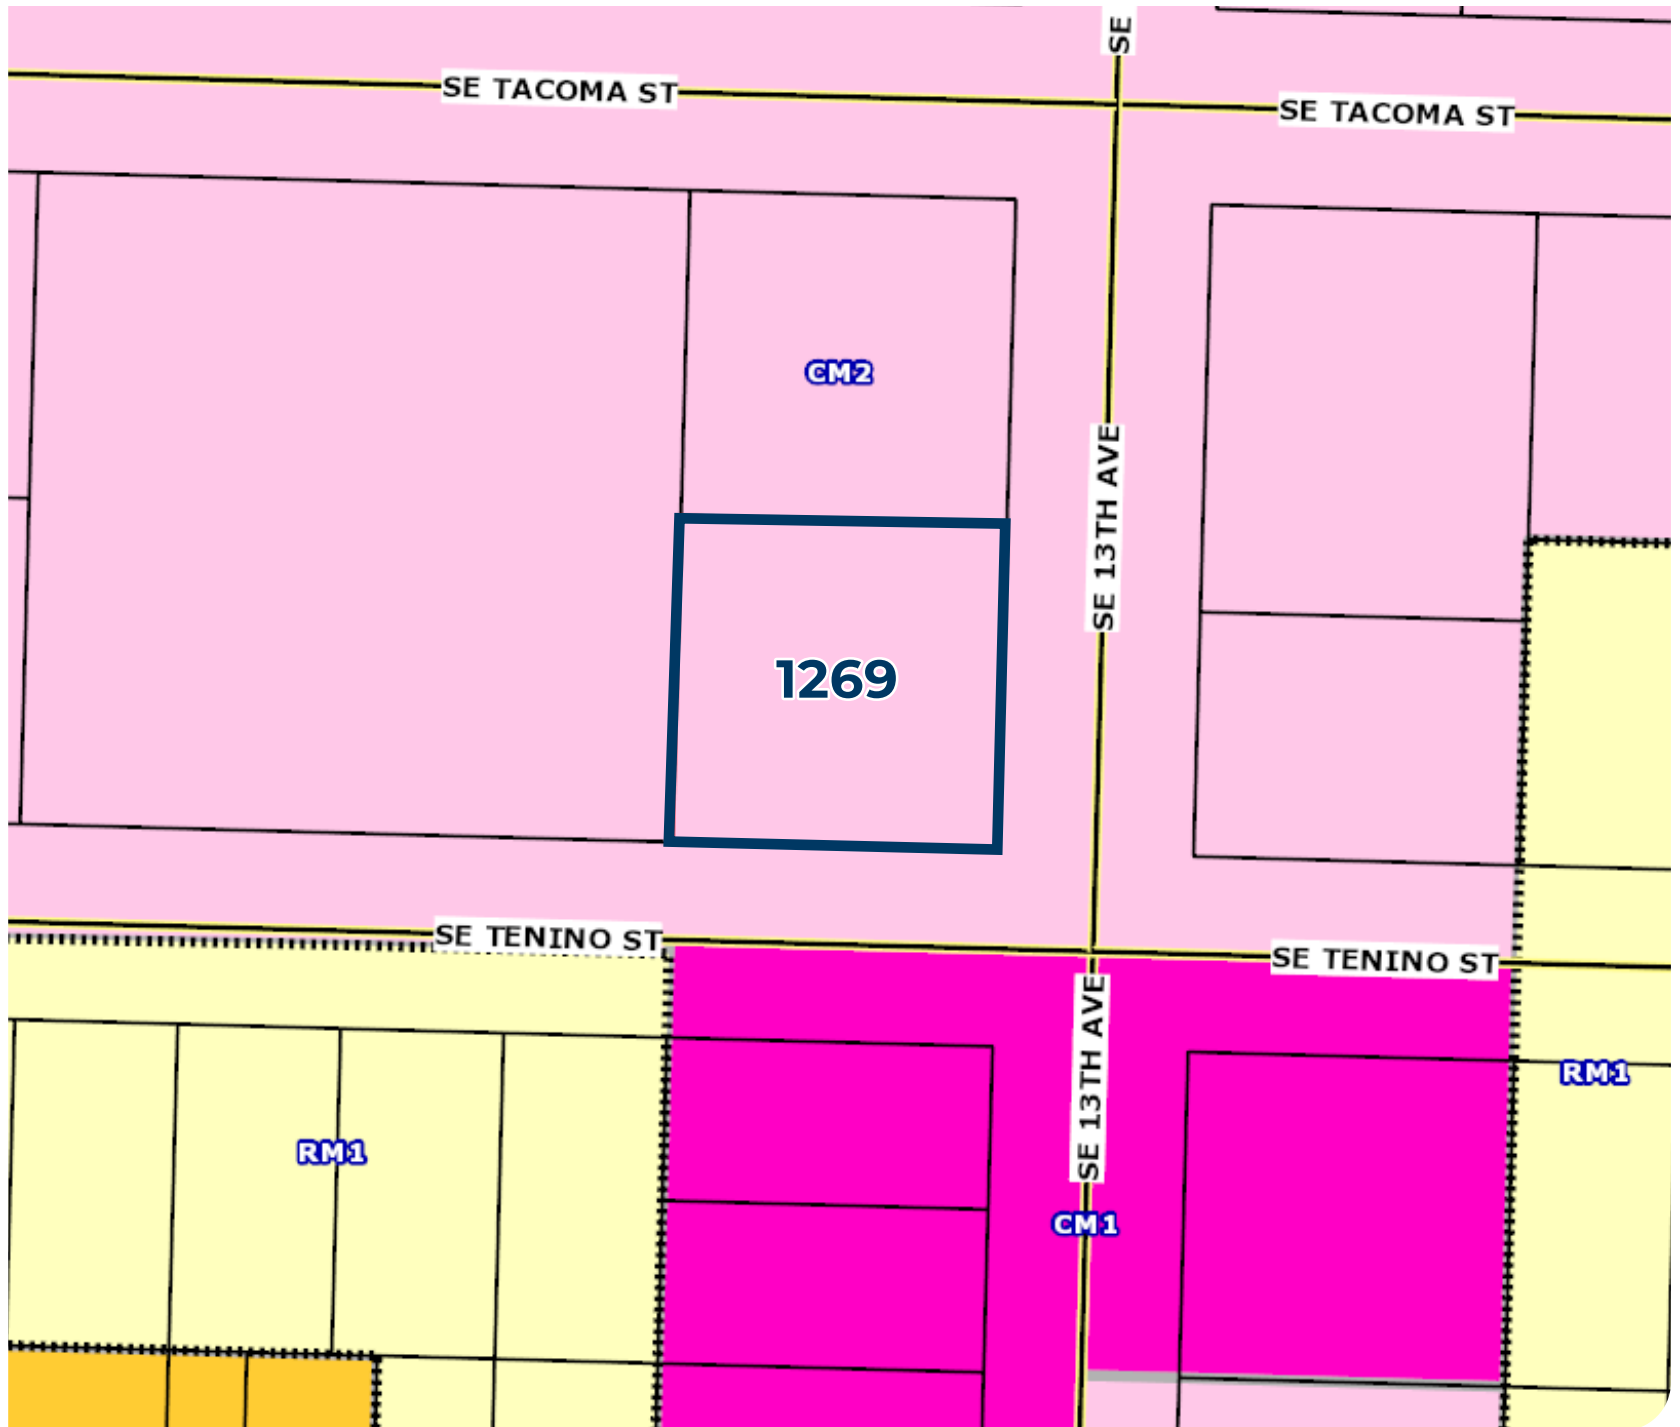 SE
SE TACOMA ST
SE TACOMA ST
CM2
SE 13TH AVE
1269
SE TENINO ST
SE TENINO ST
SE 13TH AVE
RM1
RM1
CM1